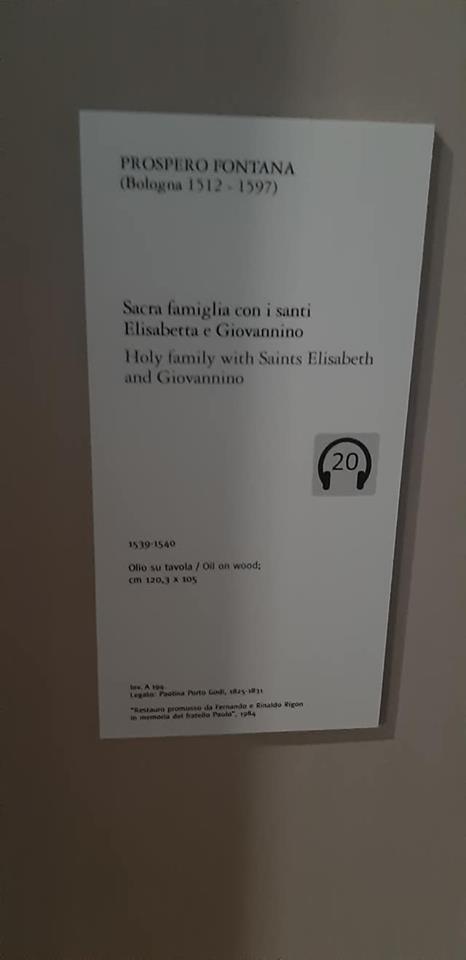 PROSPERO FONTANA
(Bologna 1512 - 1597)
Sacra famiglia con i santi
Elisabetta e Giovannino
Holy family with Saints Elisabeth
and Giovannino
20
1539-1540
Olio su tavola / Oil on wood;
cm 120,3 x 105
Inv. A 194
Legato: Paolina Porto Godi, 1825-1831
"Restauro promosso da Fernando e Rinaldo Rigon
in memoria del fratello Paolo", 1984